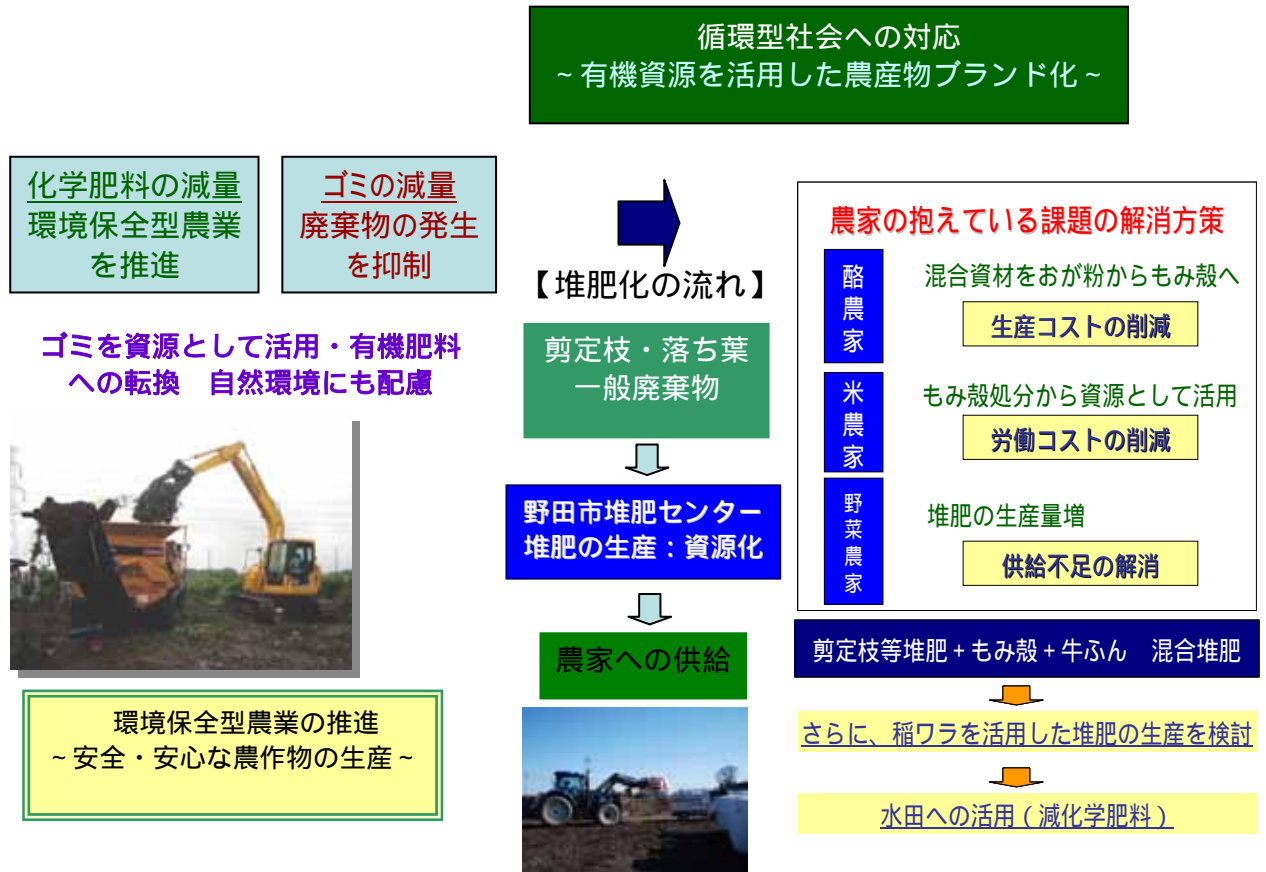 循環型社会への対応
~有機資源を活用した農産物ブランド化~
化学肥料の減量
環境保全型農業
を推進
ゴミの減量
廃棄物の発生
を抑制
ゴミを資源として活用・有機肥料
への転換　自然環境にも配慮
環境保全型農業の推進
~安全・安心な農作物の生産~
【堆肥化の流れ】
剪定枝・落ち葉
一般廃棄物
野田市堆肥センター
堆肥の生産：資源化
農家への供給
農家の抱えている課題の解消方策
酪農家
混合資材をおが粉からもみ殻へ
生産コストの削減
米農家
もみ殻処分から資源として活用
労働コストの削減
野菜農家
堆肥の生産量増
供給不足の解消
剪定枝等堆肥+もみ殻+牛ふん　混合堆肥
さらに、稲ワラを活用した堆肥の生産を検討
水田への活用（減化学肥料）